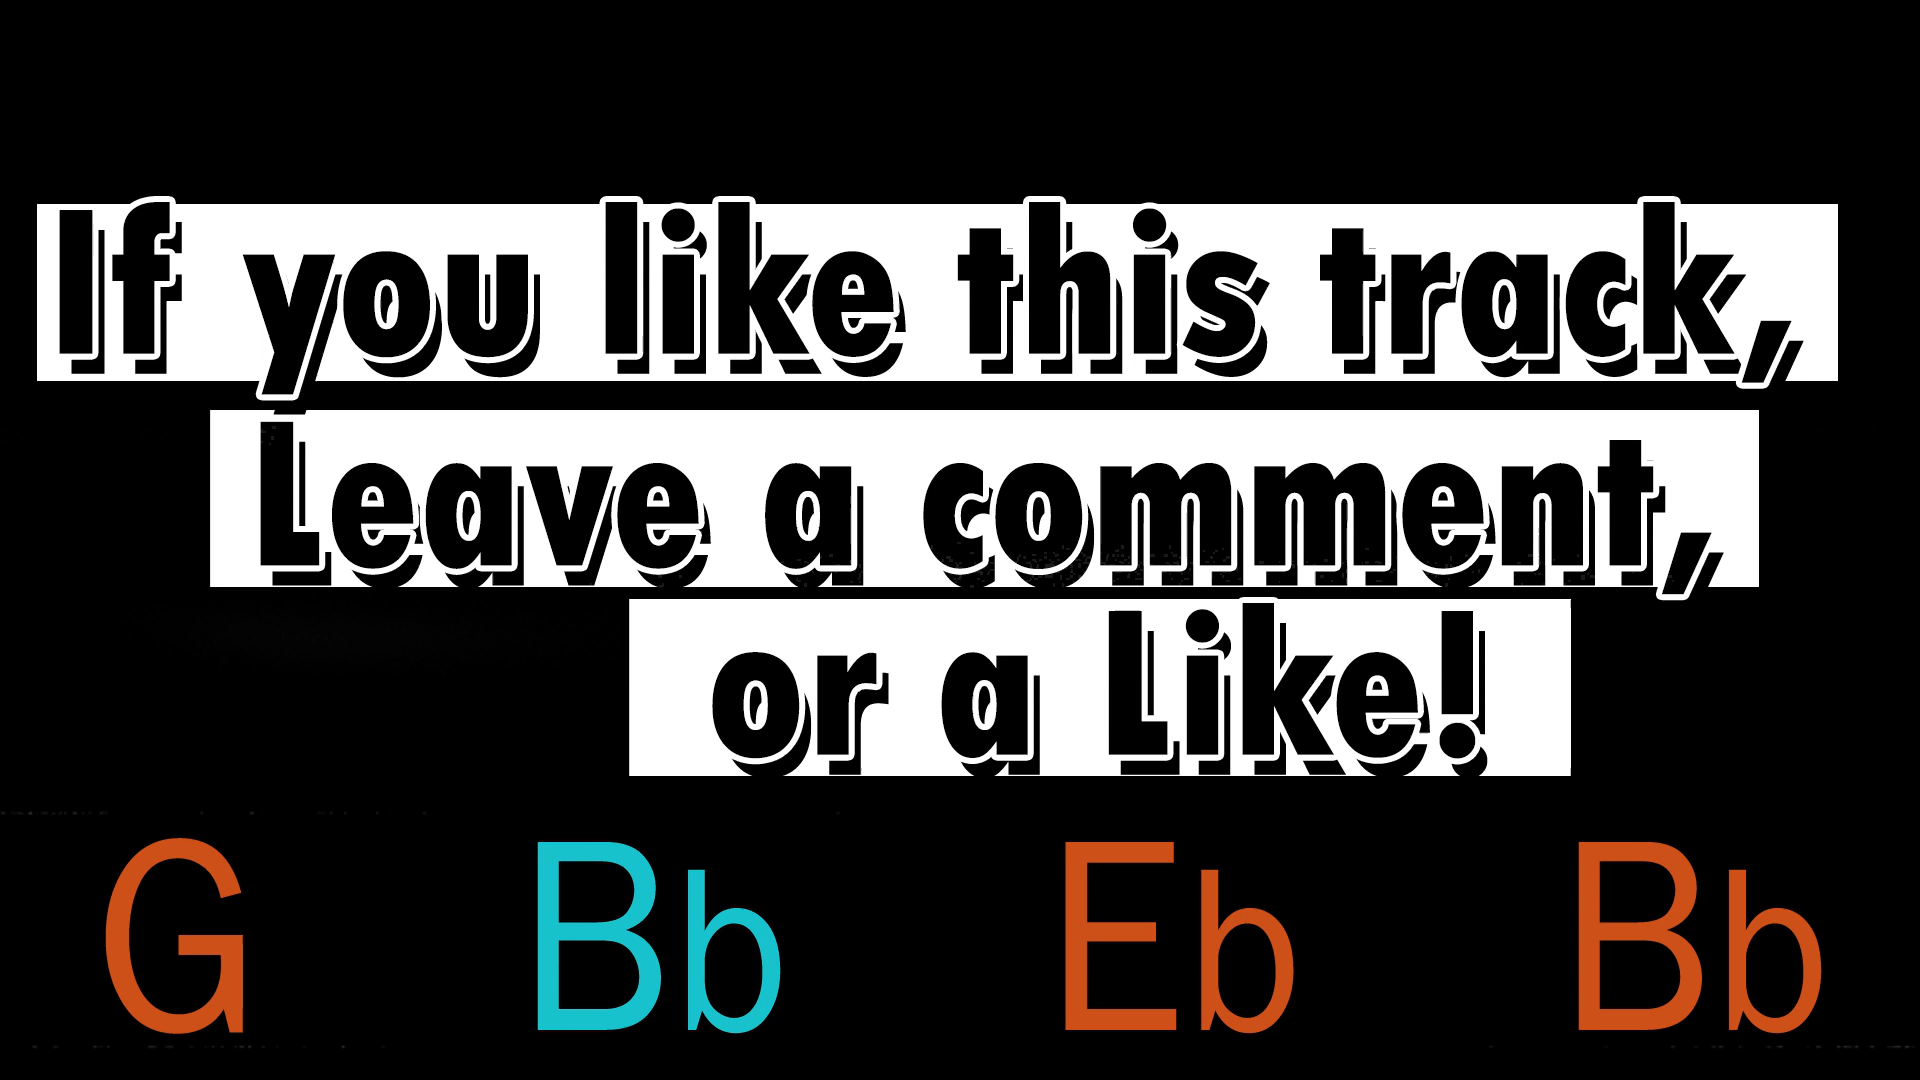 If you like this track,
Leave a comment,
or a Like!
G Bb Eb Bb